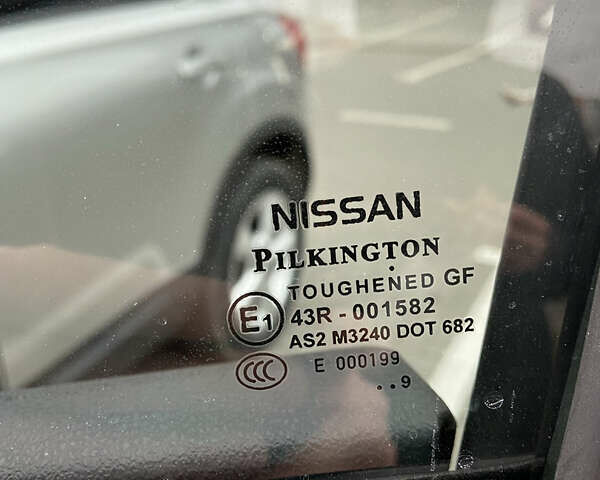 NISSAN
PILKINGTON
TOUGHENED GF
E1 43R - 001582
AS2 M3240 DOT 682
CCC E 000199
..9